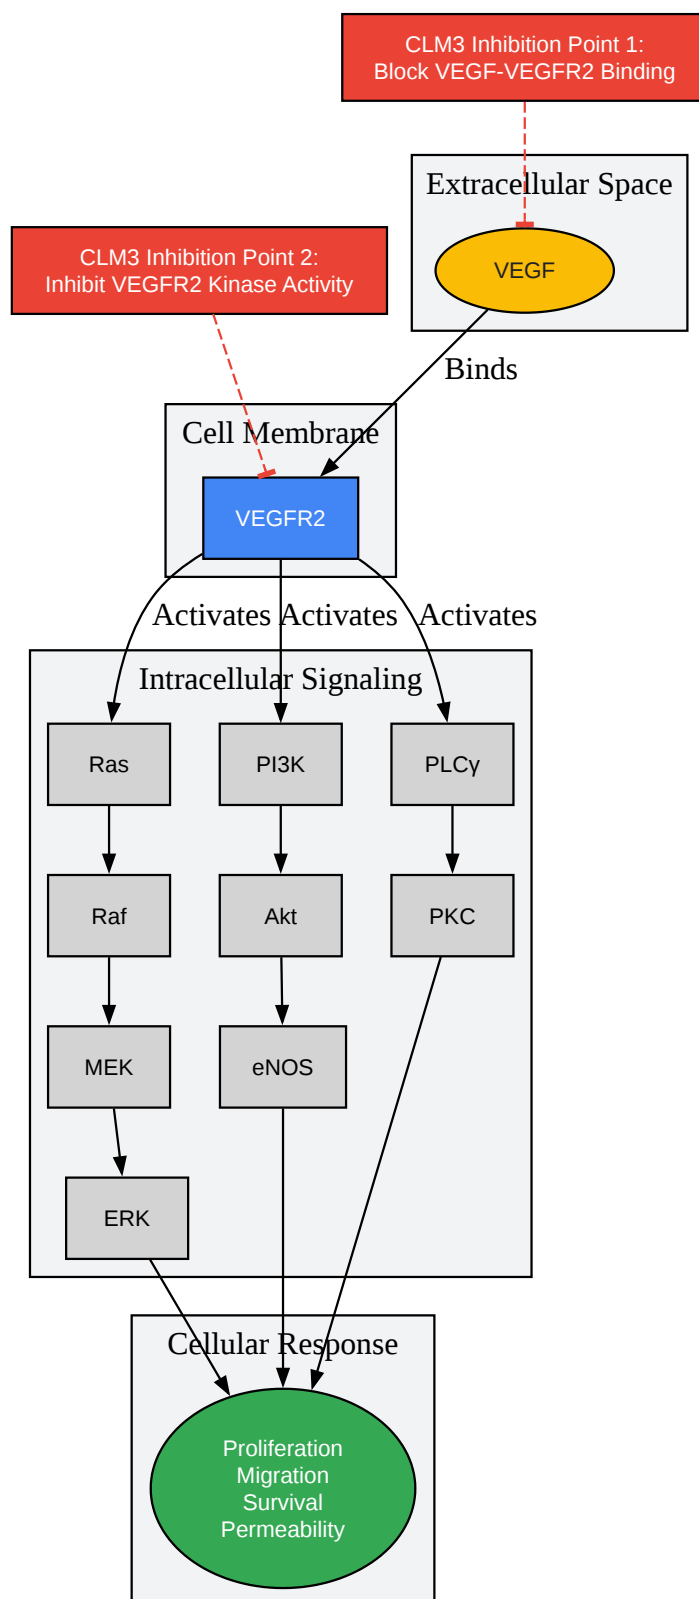 CLM3 Inhibition Point 1:
Block VEGF-VEGFR2 Binding
Extracellular Space
VEGF
CLM3 Inhibition Point 2:
Inhibit VEGFR2 Kinase Activity
Binds
Cell Membrane
VEGFR2
Activates Activates Activates
Intracellular Signaling
Ras PI3K PLCγ
Raf Akt PKC
MEK eNOS
ERK
Cellular Response
Proliferation
Migration
Survival
Permeability